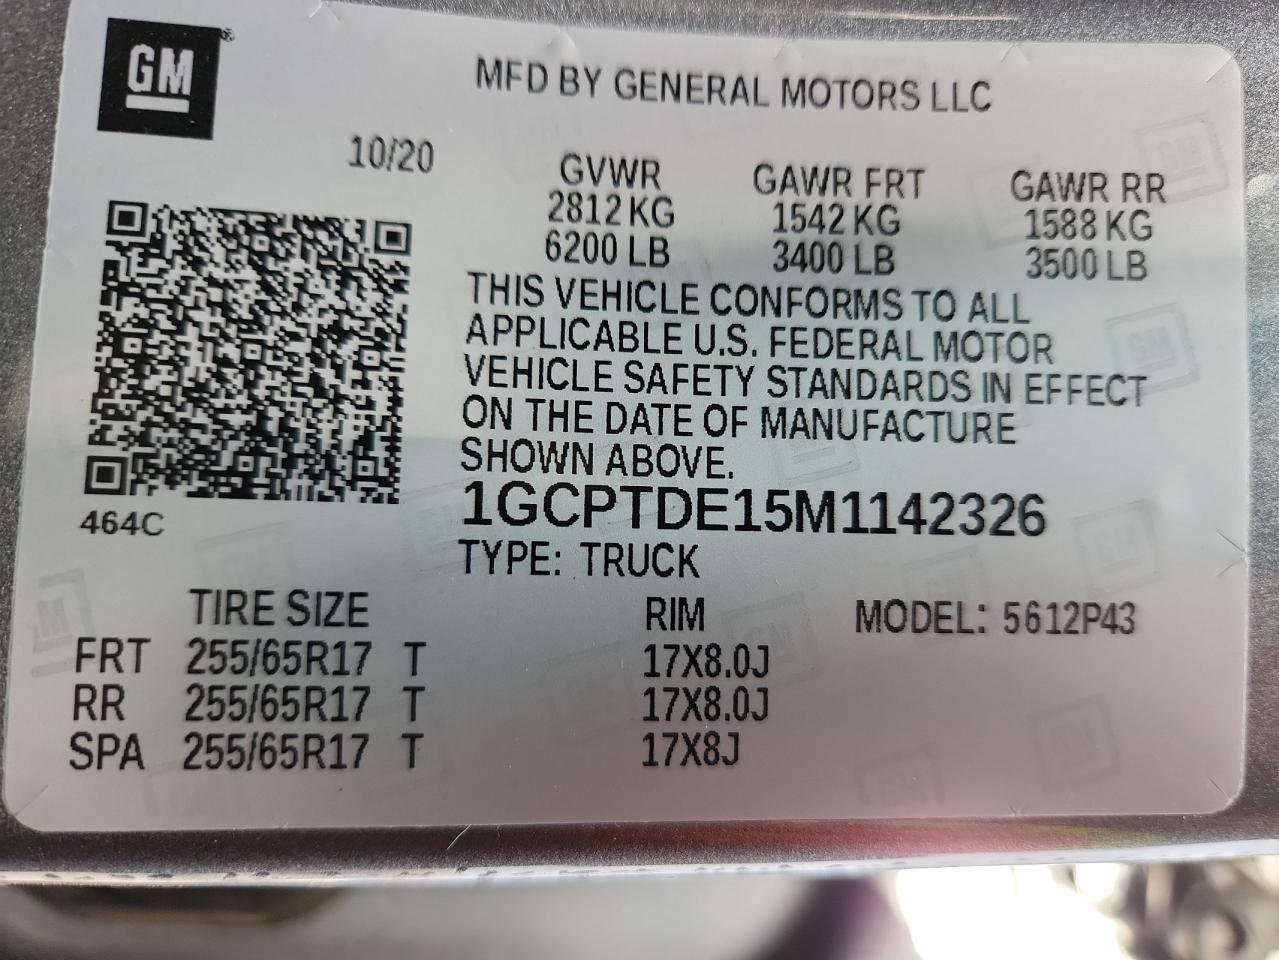 GM®
MFD BY GENERAL MOTORS LLC
10/20
GVWR GAWR FRT GAWR RR
2812 KG 1542 KG 1588 KG
6200 LB 3400 LB 3500 LB
THIS VEHICLE CONFORMS TO ALL
APPLICABLE U.S. FEDERAL MOTOR
VEHICLE SAFETY STANDARDS IN EFFECT
ON THE DATE OF MANUFACTURE
SHOWN ABOVE.
464C
1GCPTDE15M1142326
TYPE: TRUCK
TIRE SIZE RIM MODEL: 5612P43
FRT 255/65R17 T 17X8.0J
RR 255/65R17 T 17X8.0J
SPA 255/65R17 T 17X8J